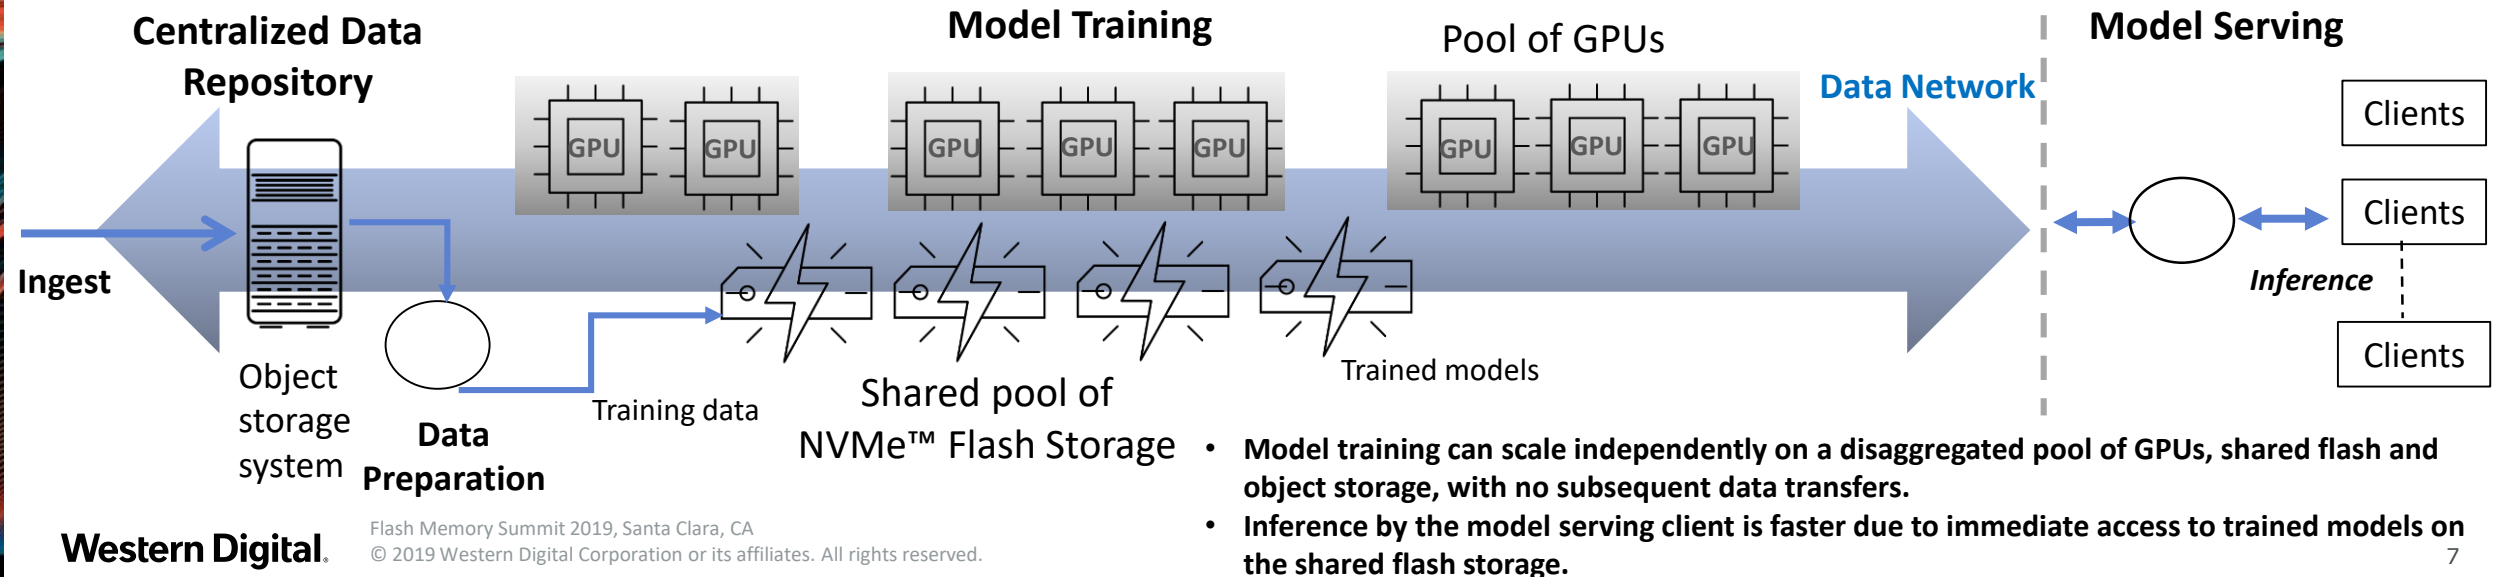 Centralized Data
Repository
Model Training
Pool of GPUs
Data Network
Model Serving
GPU
GPU
GPU
GPU
GPU
GPU
GPU
GPU
Clients
Clients
Clients
Ingest
Inference
Object
storage
system
Data
Preparation
Training data
Shared pool of
NVMe™ Flash Storage
Trained models
• Model training can scale independently on a disaggregated pool of GPUs, shared flash and
object storage, with no subsequent data transfers.
• Inference by the model serving client is faster due to immediate access to trained models on
the shared flash storage.
Western Digital.
Flash Memory Summit 2019, Santa Clara, CA
© 2019 Western Digital Corporation or its affiliates. All rights reserved.
7